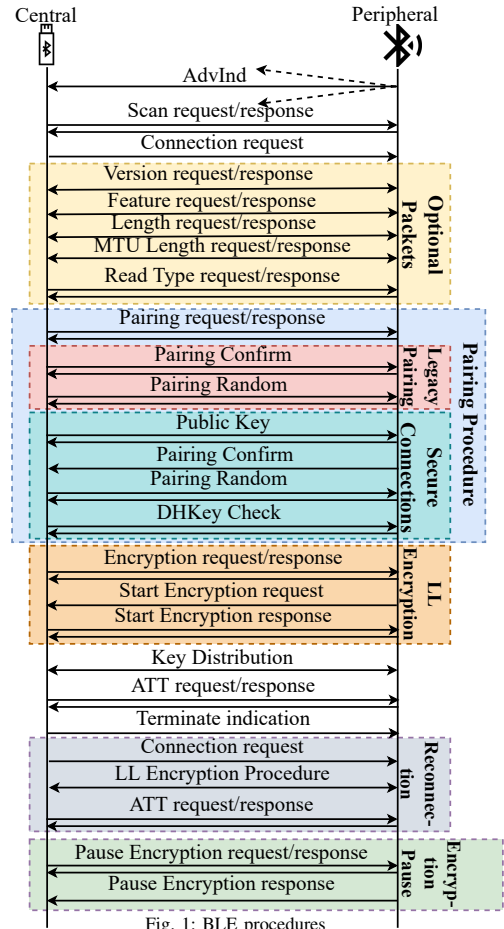 Central
Peripheral
AdvInd
Scan request/response
Connection request
Version request/response
Feature request/response
Length request/response
MTU Length request/response
Read Type request/response
Optional
Packets
Pairing request/response
Pairing Confirm
Pairing Random
Legacy
Pairing
Public Key
Pairing Confirm
Pairing Random
DHKey Check
Secure
Connections
Pairing Procedure
Encryption request/response
Start Encryption request
Start Encryption response
LL
Encryption
Key Distribution
ATT request/response
Terminate indication
Connection request
LL Encryption Procedure
ATT request/response
Reconnec-
tion
Pause Encryption request/response
Pause Encryption response
Encryp-
tion
Pause
Fig. 1: BLE procedures